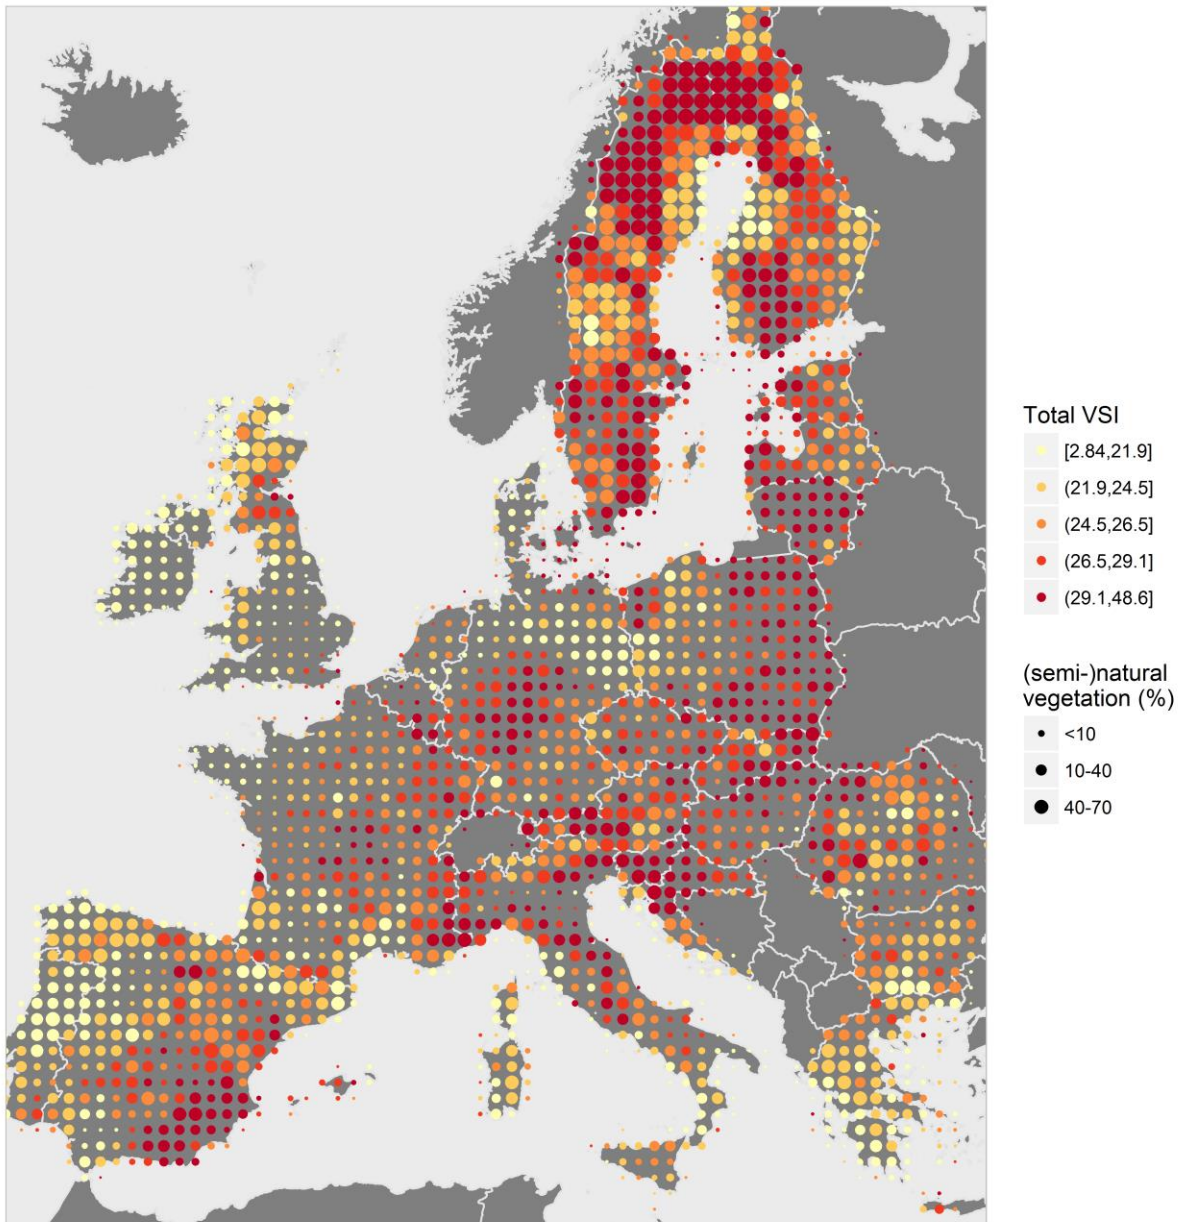 Total VSI
[2.84,21.9]
(21.9,24.5]
(24.5,26.5]
(26.5,29.1]
(29.1,48.6]
(semi-)natural
vegetation (%)
<10
10-40
40-70